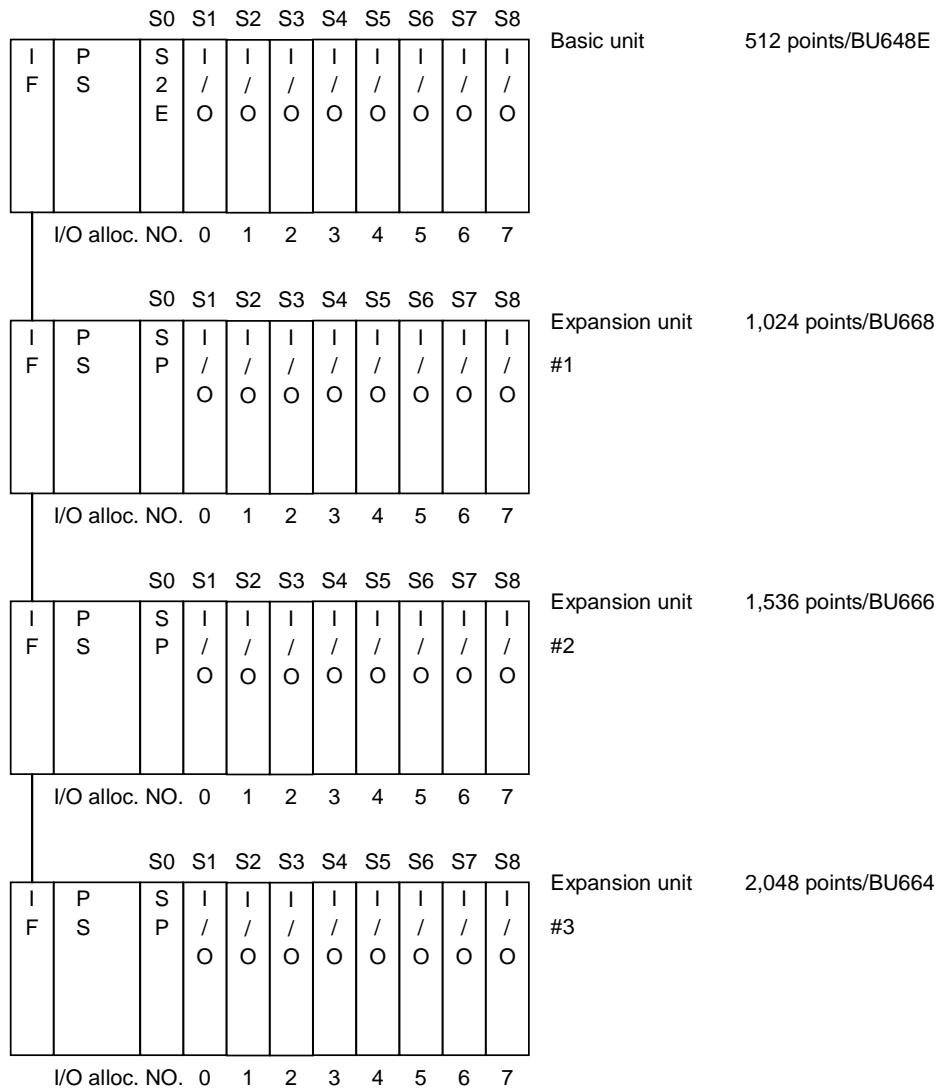 S0 S1 S2 S3 S4 S5 S6 S7 S8
Basic unit 512 points/BU648E
I P S I I I I I I I I
F S 2 / / / / / / / /
E O O O O O O O O
I/O alloc. NO. 0 1 2 3 4 5 6 7
S0 S1 S2 S3 S4 S5 S6 S7 S8
Expansion unit 1,024 points/BU668
I P S I I I I I I I I
F S P / / / / / / / / #1
O O O O O O O O
I/O alloc. NO. 0 1 2 3 4 5 6 7
S0 S1 S2 S3 S4 S5 S6 S7 S8
Expansion unit 1,536 points/BU666
I P S I I I I I I I I
F S P / / / / / / / / #2
O O O O O O O O
I/O alloc. NO. 0 1 2 3 4 5 6 7
S0 S1 S2 S3 S4 S5 S6 S7 S8
Expansion unit 2,048 points/BU664
I P S I I I I I I I I
F S P / / / / / / / / #3
O O O O O O O O
I/O alloc. NO. 0 1 2 3 4 5 6 7